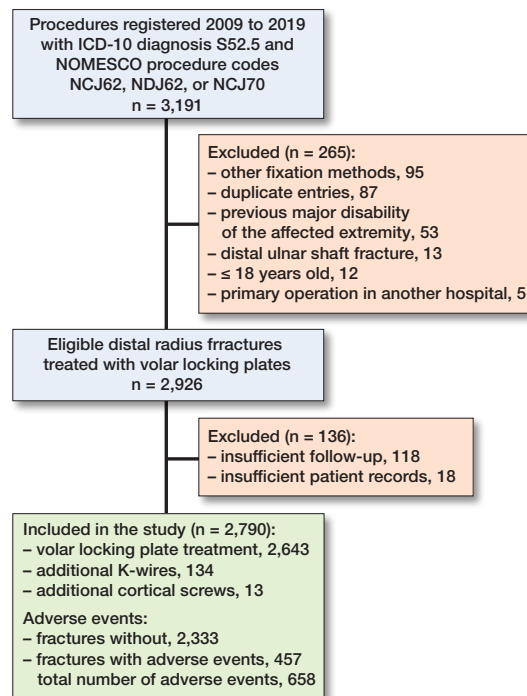 Procedures registered 2009 to 2019
with ICD-10 diagnosis S52.5 and
NOMESCO procedure codes
NCJ62, NDJ62, or NCJ70
n = 3,191
Excluded (n = 265):
– other fixation methods, 95
– duplicate entries, 87
– previous major disability
of the affected extremity, 53
– distal ulnar shaft fracture, 13
– ≤ 18 years old, 12
– primary operation in another hospital, 5
Eligible distal radius frractures
treated with volar locking plates
n = 2,926
Excluded (n = 136):
– insufficient follow-up, 118
– insufficient patient records, 18
Included in the study (n = 2,790):
– volar locking plate treatment, 2,643
– additional K-wires, 134
– additional cortical screws, 13
Adverse events:
– fractures without, 2,333
– fractures with adverse events, 457
total number of adverse events, 658